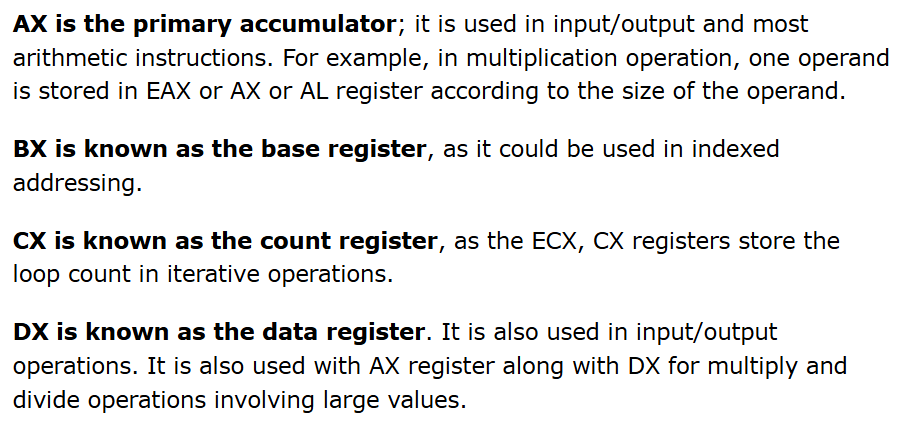 AX is the primary accumulator; it is used in input/output and most
arithmetic instructions. For example, in multiplication operation, one operand
is stored in EAX or AX or AL register according to the size of the operand.
BX is known as the base register, as it could be used in indexed
addressing.
CX is known as the count register, as the ECX, CX registers store the
loop count in iterative operations.
DX is known as the data register. It is also used in input/output
operations. It is also used with AX register along with DX for multiply and
divide operations involving large values.